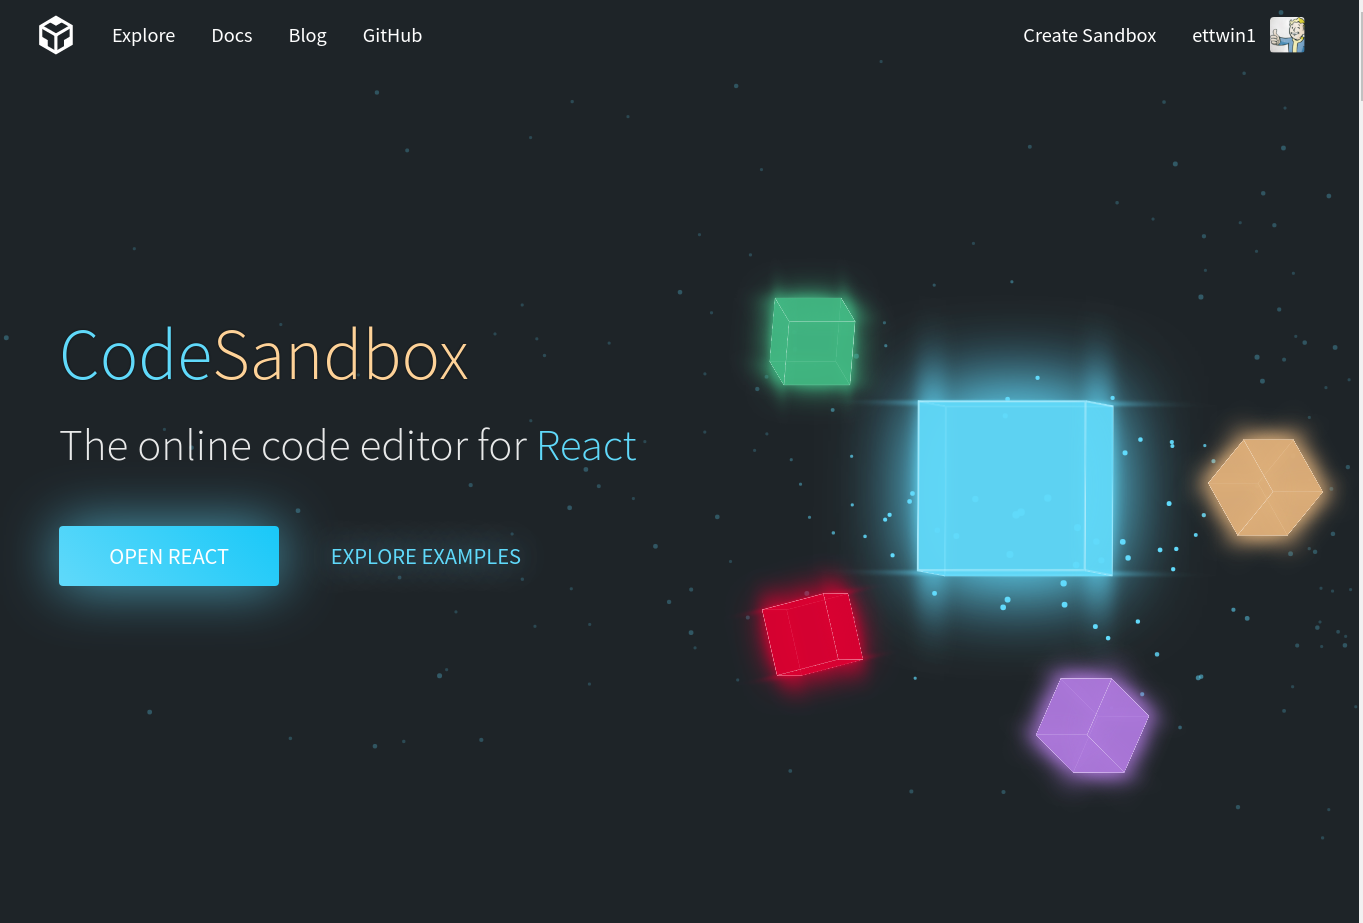 Explore Docs Blog GitHub Create Sandbox ettwin1
CodeSandbox
The online code editor for React
OPEN REACT EXPLORE EXAMPLES